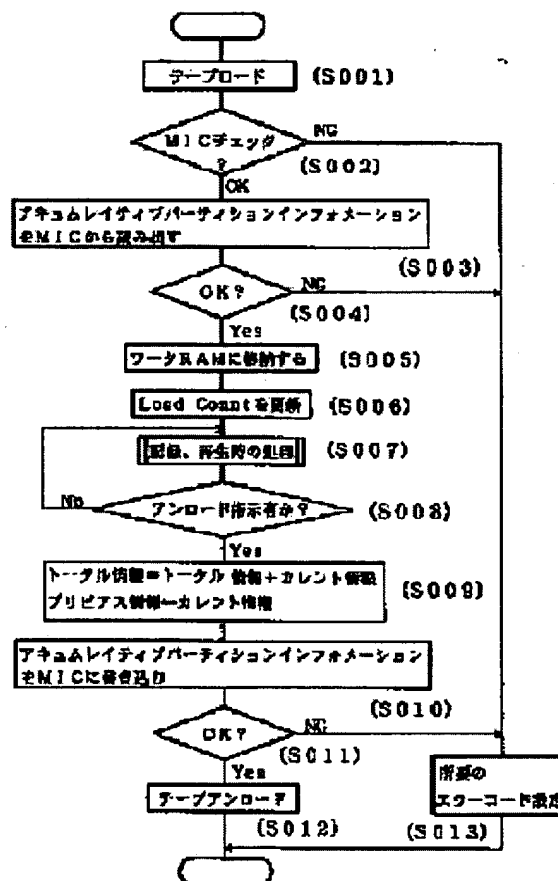 テープロード (S001)
MICチェック NG
? (S002)
OK
アキュムレイティブパーティションインフォメーション
をMICから読み出す
(S003)
OK? NG
(S004)
Yes
ワークRAMに格納する (S005)
Load Countを更新 (S006)
記録、再生時の処理 (S007)
No アンロード指示有か? (S008)
Yes
トータル情報=トータル情報+カレント情報
プリビアス情報←カレント情報 (S009)
アキュムレイティブパーティションインフォメーション
をMICに書き込む
(S010)
OK? NG
(S011)
Yes
所要の
エラーコード設定
テープアンロード
(S012) (S013)